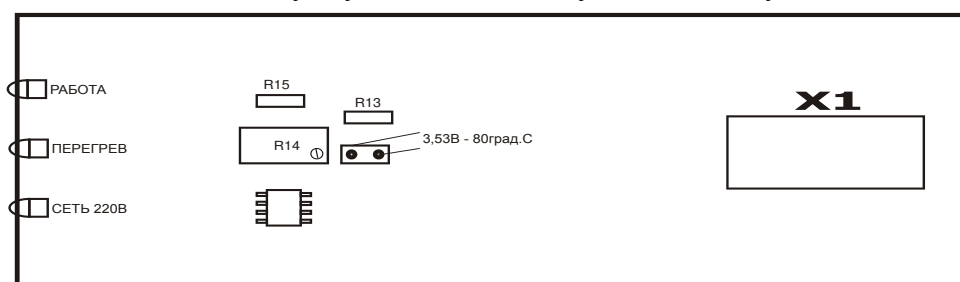 РАБОТА
R15
R13
X1
R14
3,53В - 80град.С
ПЕРЕГРЕВ
СЕТЬ 220В